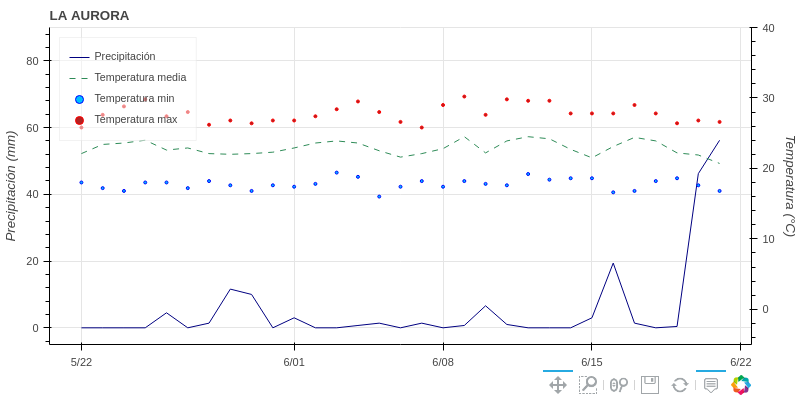 LA AURORA
Precipitación
Temperatura media
Temperatura min
Temperatura max
Precipitación (mm)
80
60
40
20
0
Temperatura (°C)
40
30
20
10
0
5/22
6/01
6/08
6/15
6/22